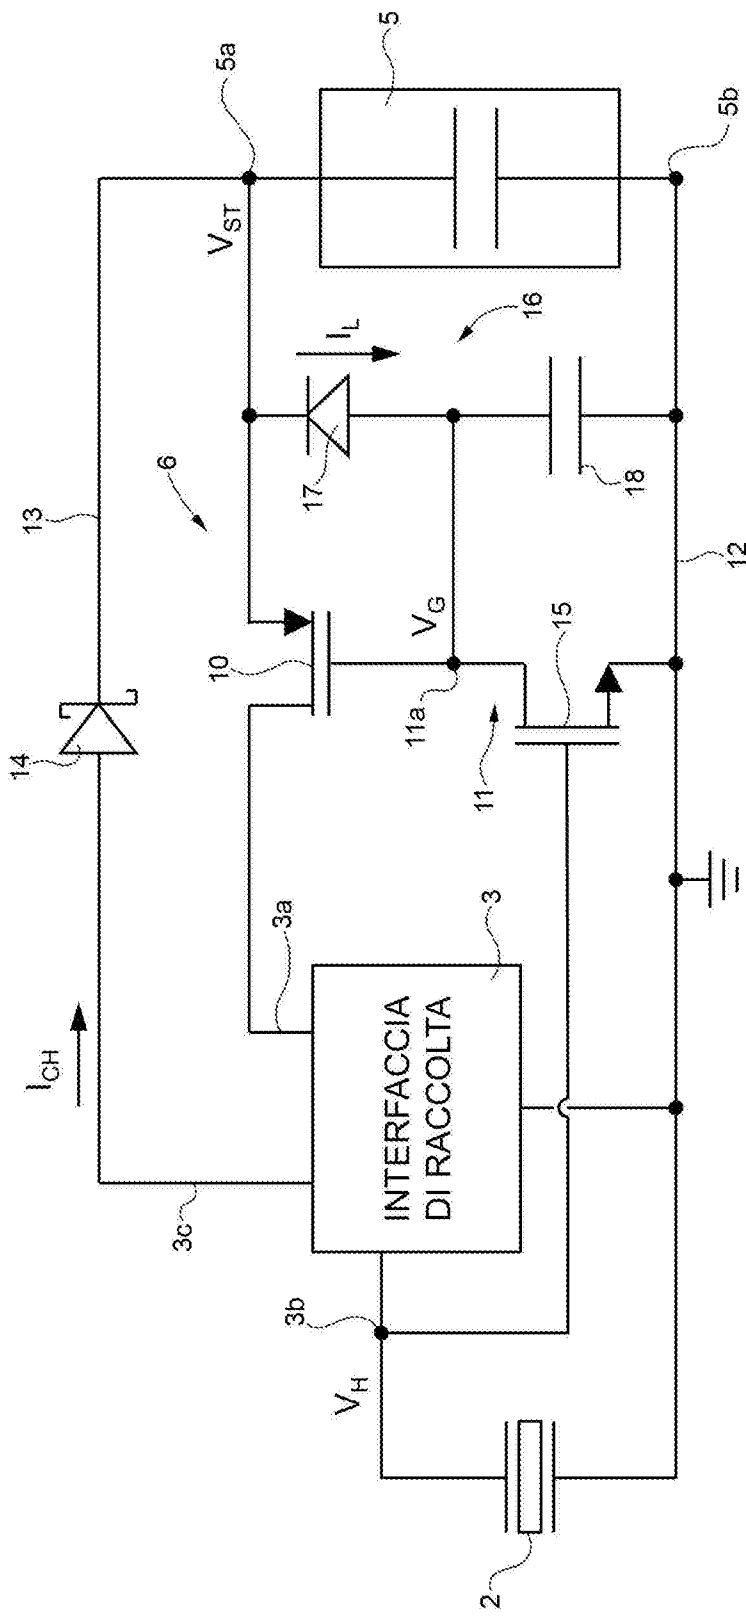 5
5a
5b
V_ST
I_L
16
17
18
6
13
12
V_G
10
15
11a
11
14
3
3a
I_CH
INTERFACCIA
DI RACCOLTA
3c
3b
V_H
2